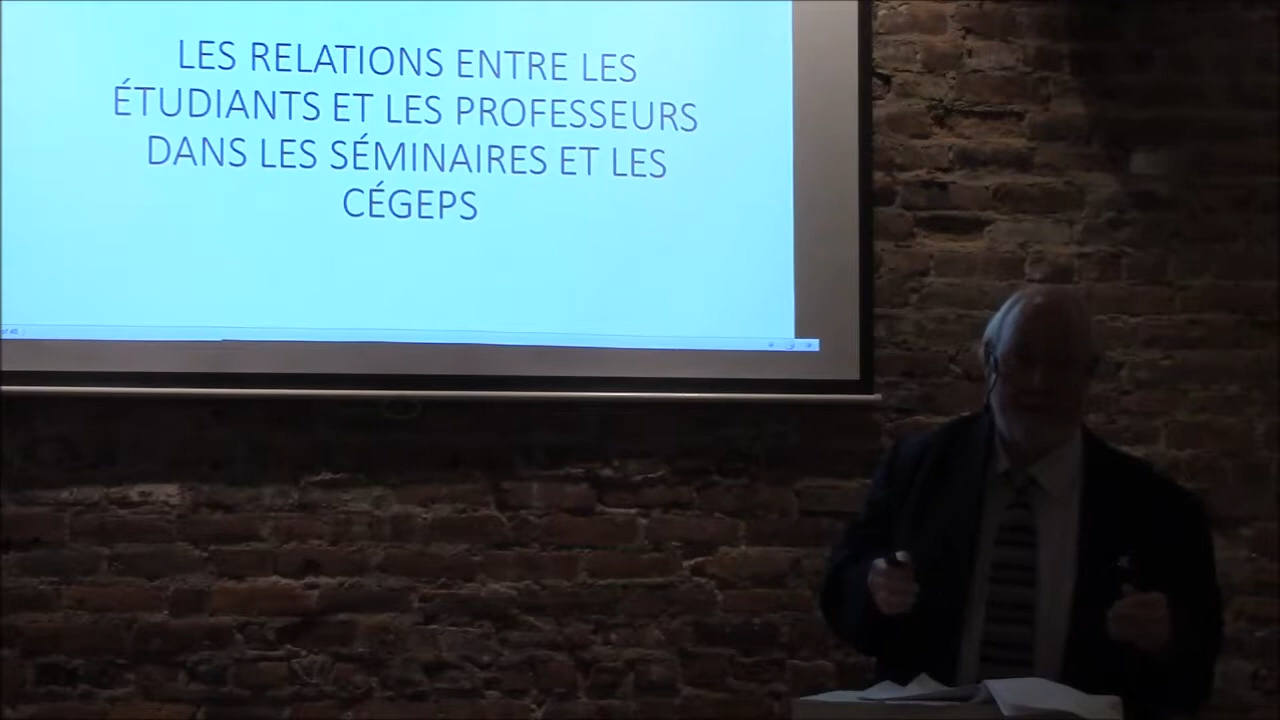 LES RELATIONS ENTRE LES
ÉTUDIANTS ET LES PROFESSEURS
DANS LES SÉMINAIRES ET LES
CÉGEPS